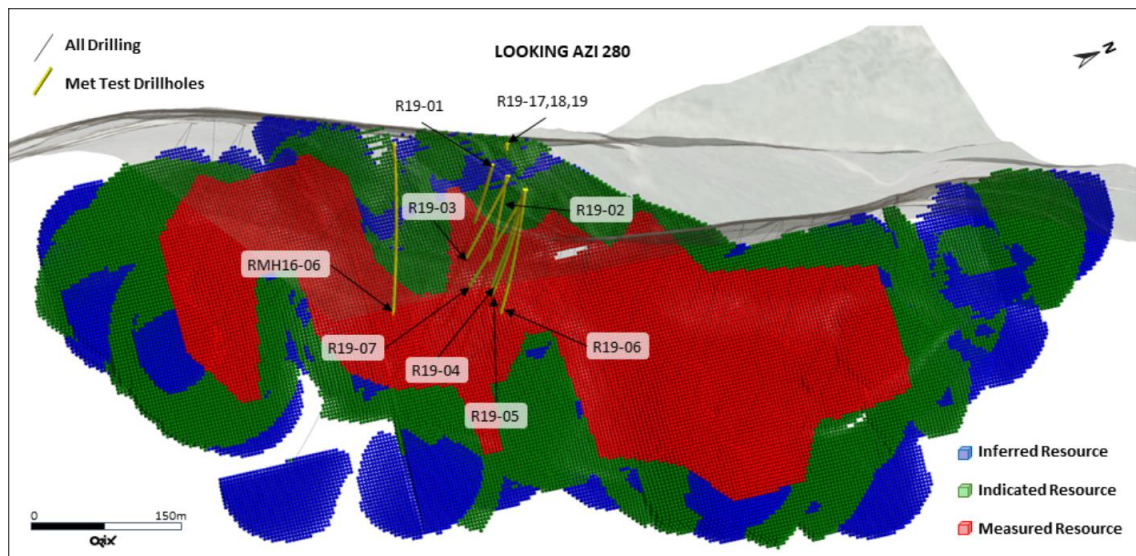 All Drilling
Met Test Drillholes
LOOKING AZI 280
N
R19-01
R19-17,18,19
R19-03
R19-02
RMH16-06
R19-07
R19-06
R19-04
R19-05
Inferred Resource
Indicated Resource
Measured Resource
0 150m